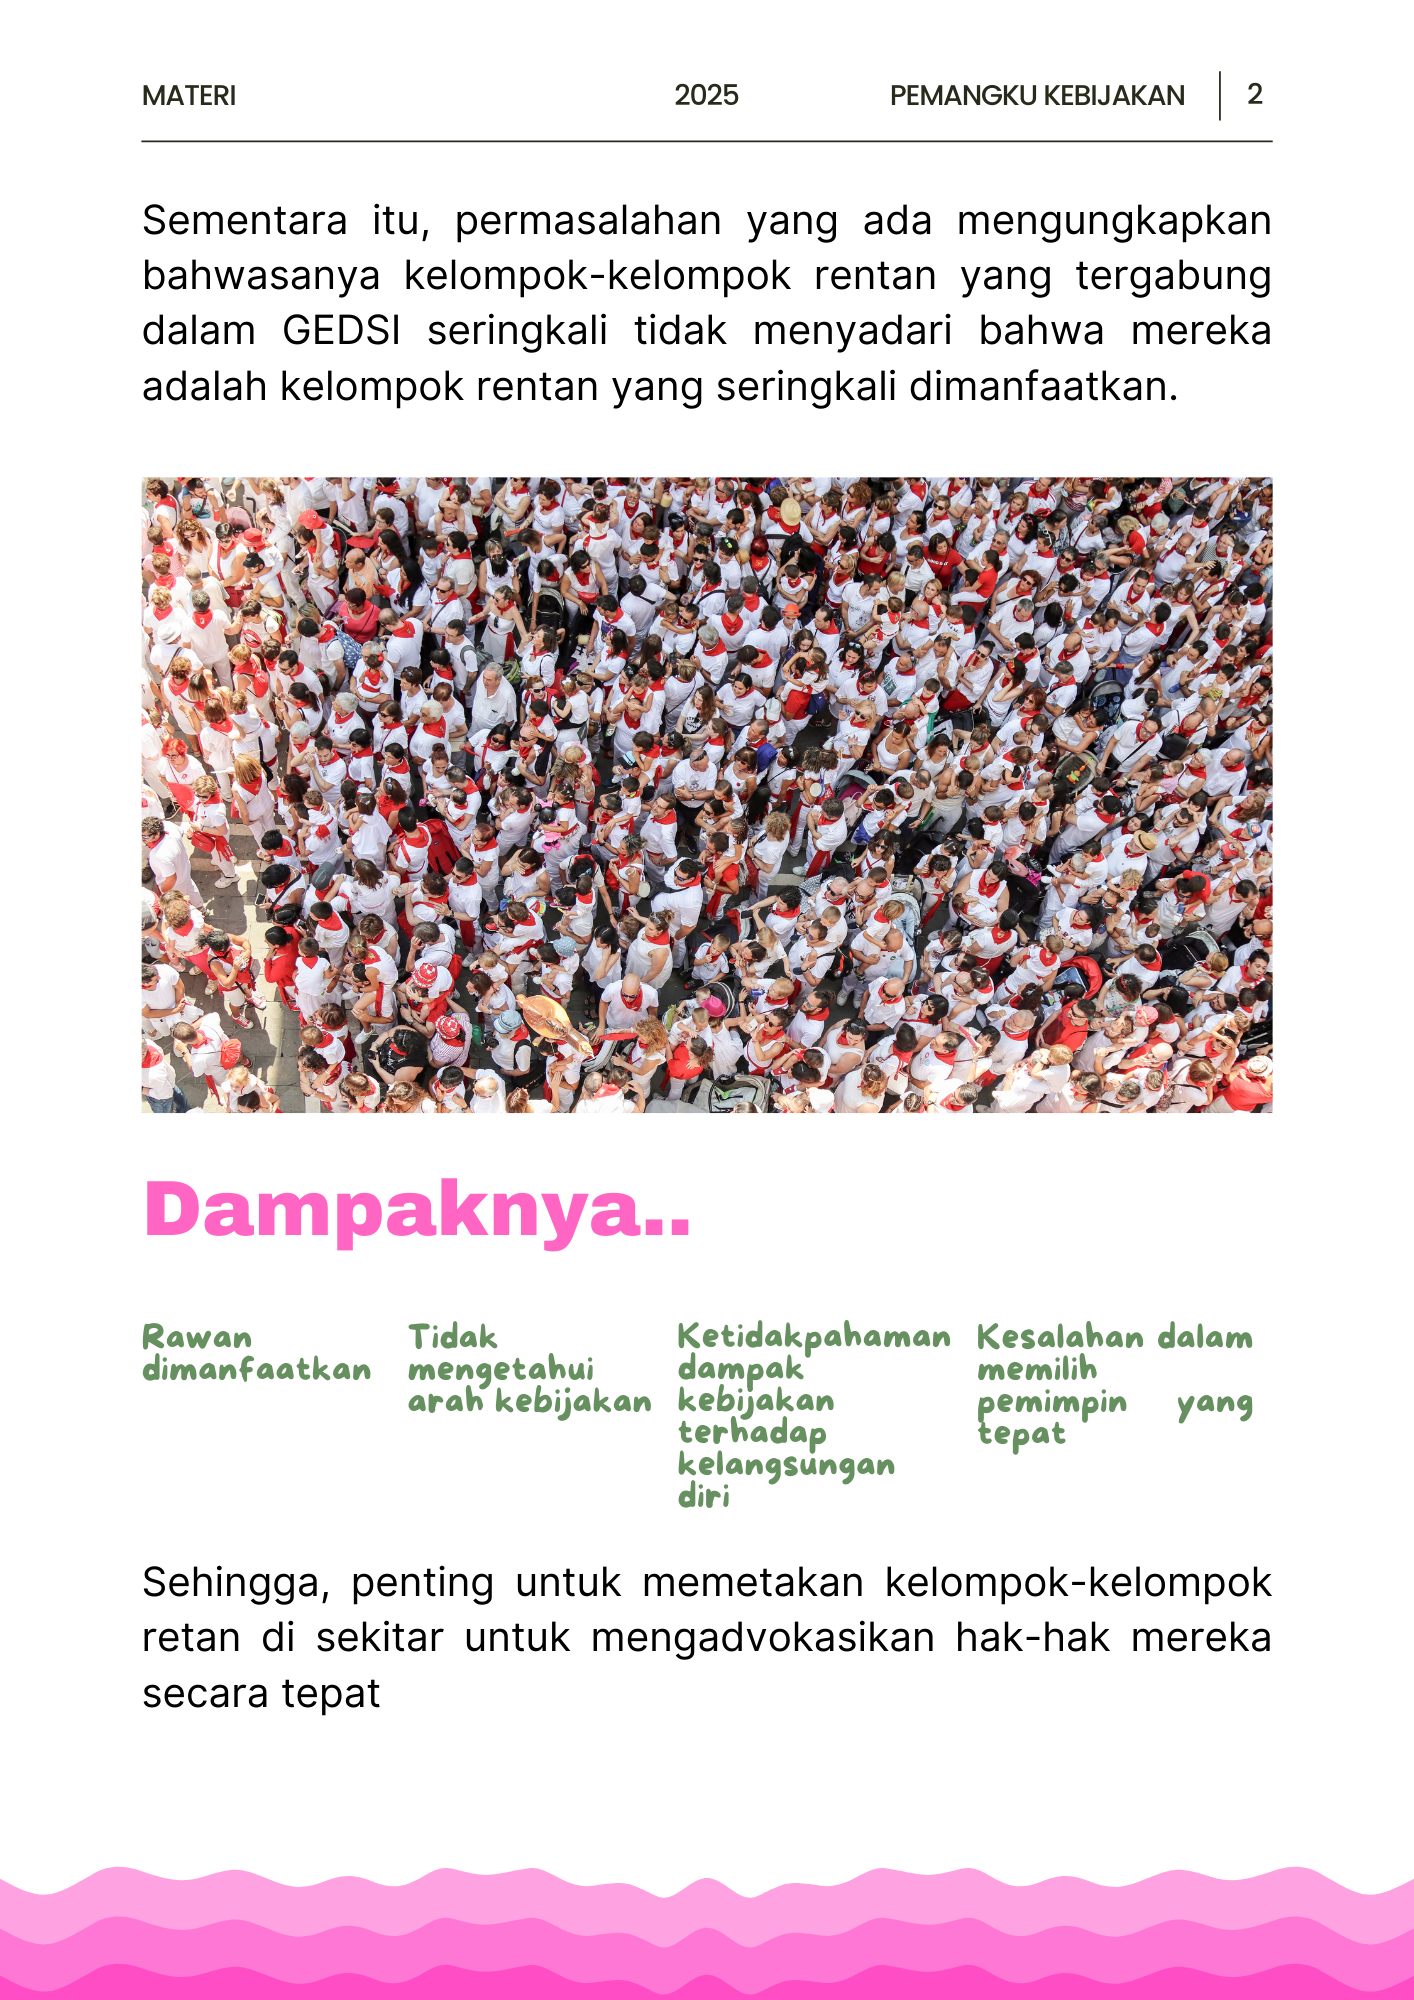 MATERI 2025 PEMANGKU KEBIJAKAN 2
Sementara itu, permasalahan yang ada mengungkapkan
bahwasanya kelompok-kelompok rentan yang tergabung
dalam GEDSI seringkali tidak menyadari bahwa mereka
adalah kelompok rentan yang seringkali dimanfaatkan.
Dampaknya..
Rawan
dimanfaatkan
Tidak
mengetahui
arah kebijakan
Ketidakpahaman
dampak
kebijakan
terhadap
kelangsungan
diri
Kesalahan dalam
memilih
pemimpin yang
tepat
Sehingga, penting untuk memetakan kelompok-kelompok
retan di sekitar untuk mengadvokasikan hak-hak mereka
secara tepat